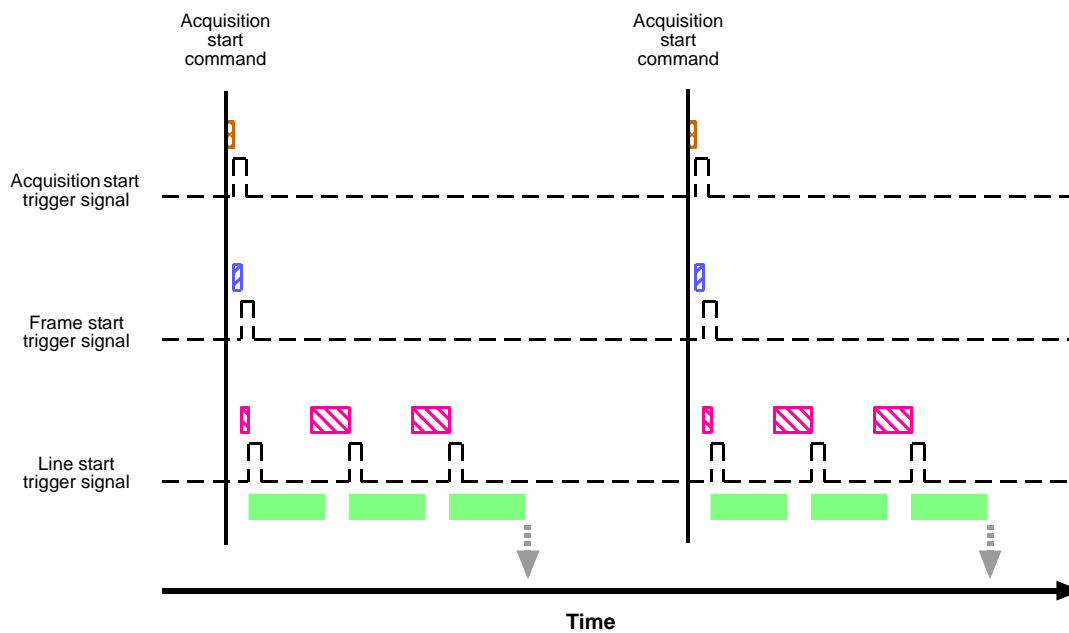 Acquisition
start
command
Acquisition
start
command
Acquisition start
trigger signal
Frame start
trigger signal
Line start
trigger signal
Time